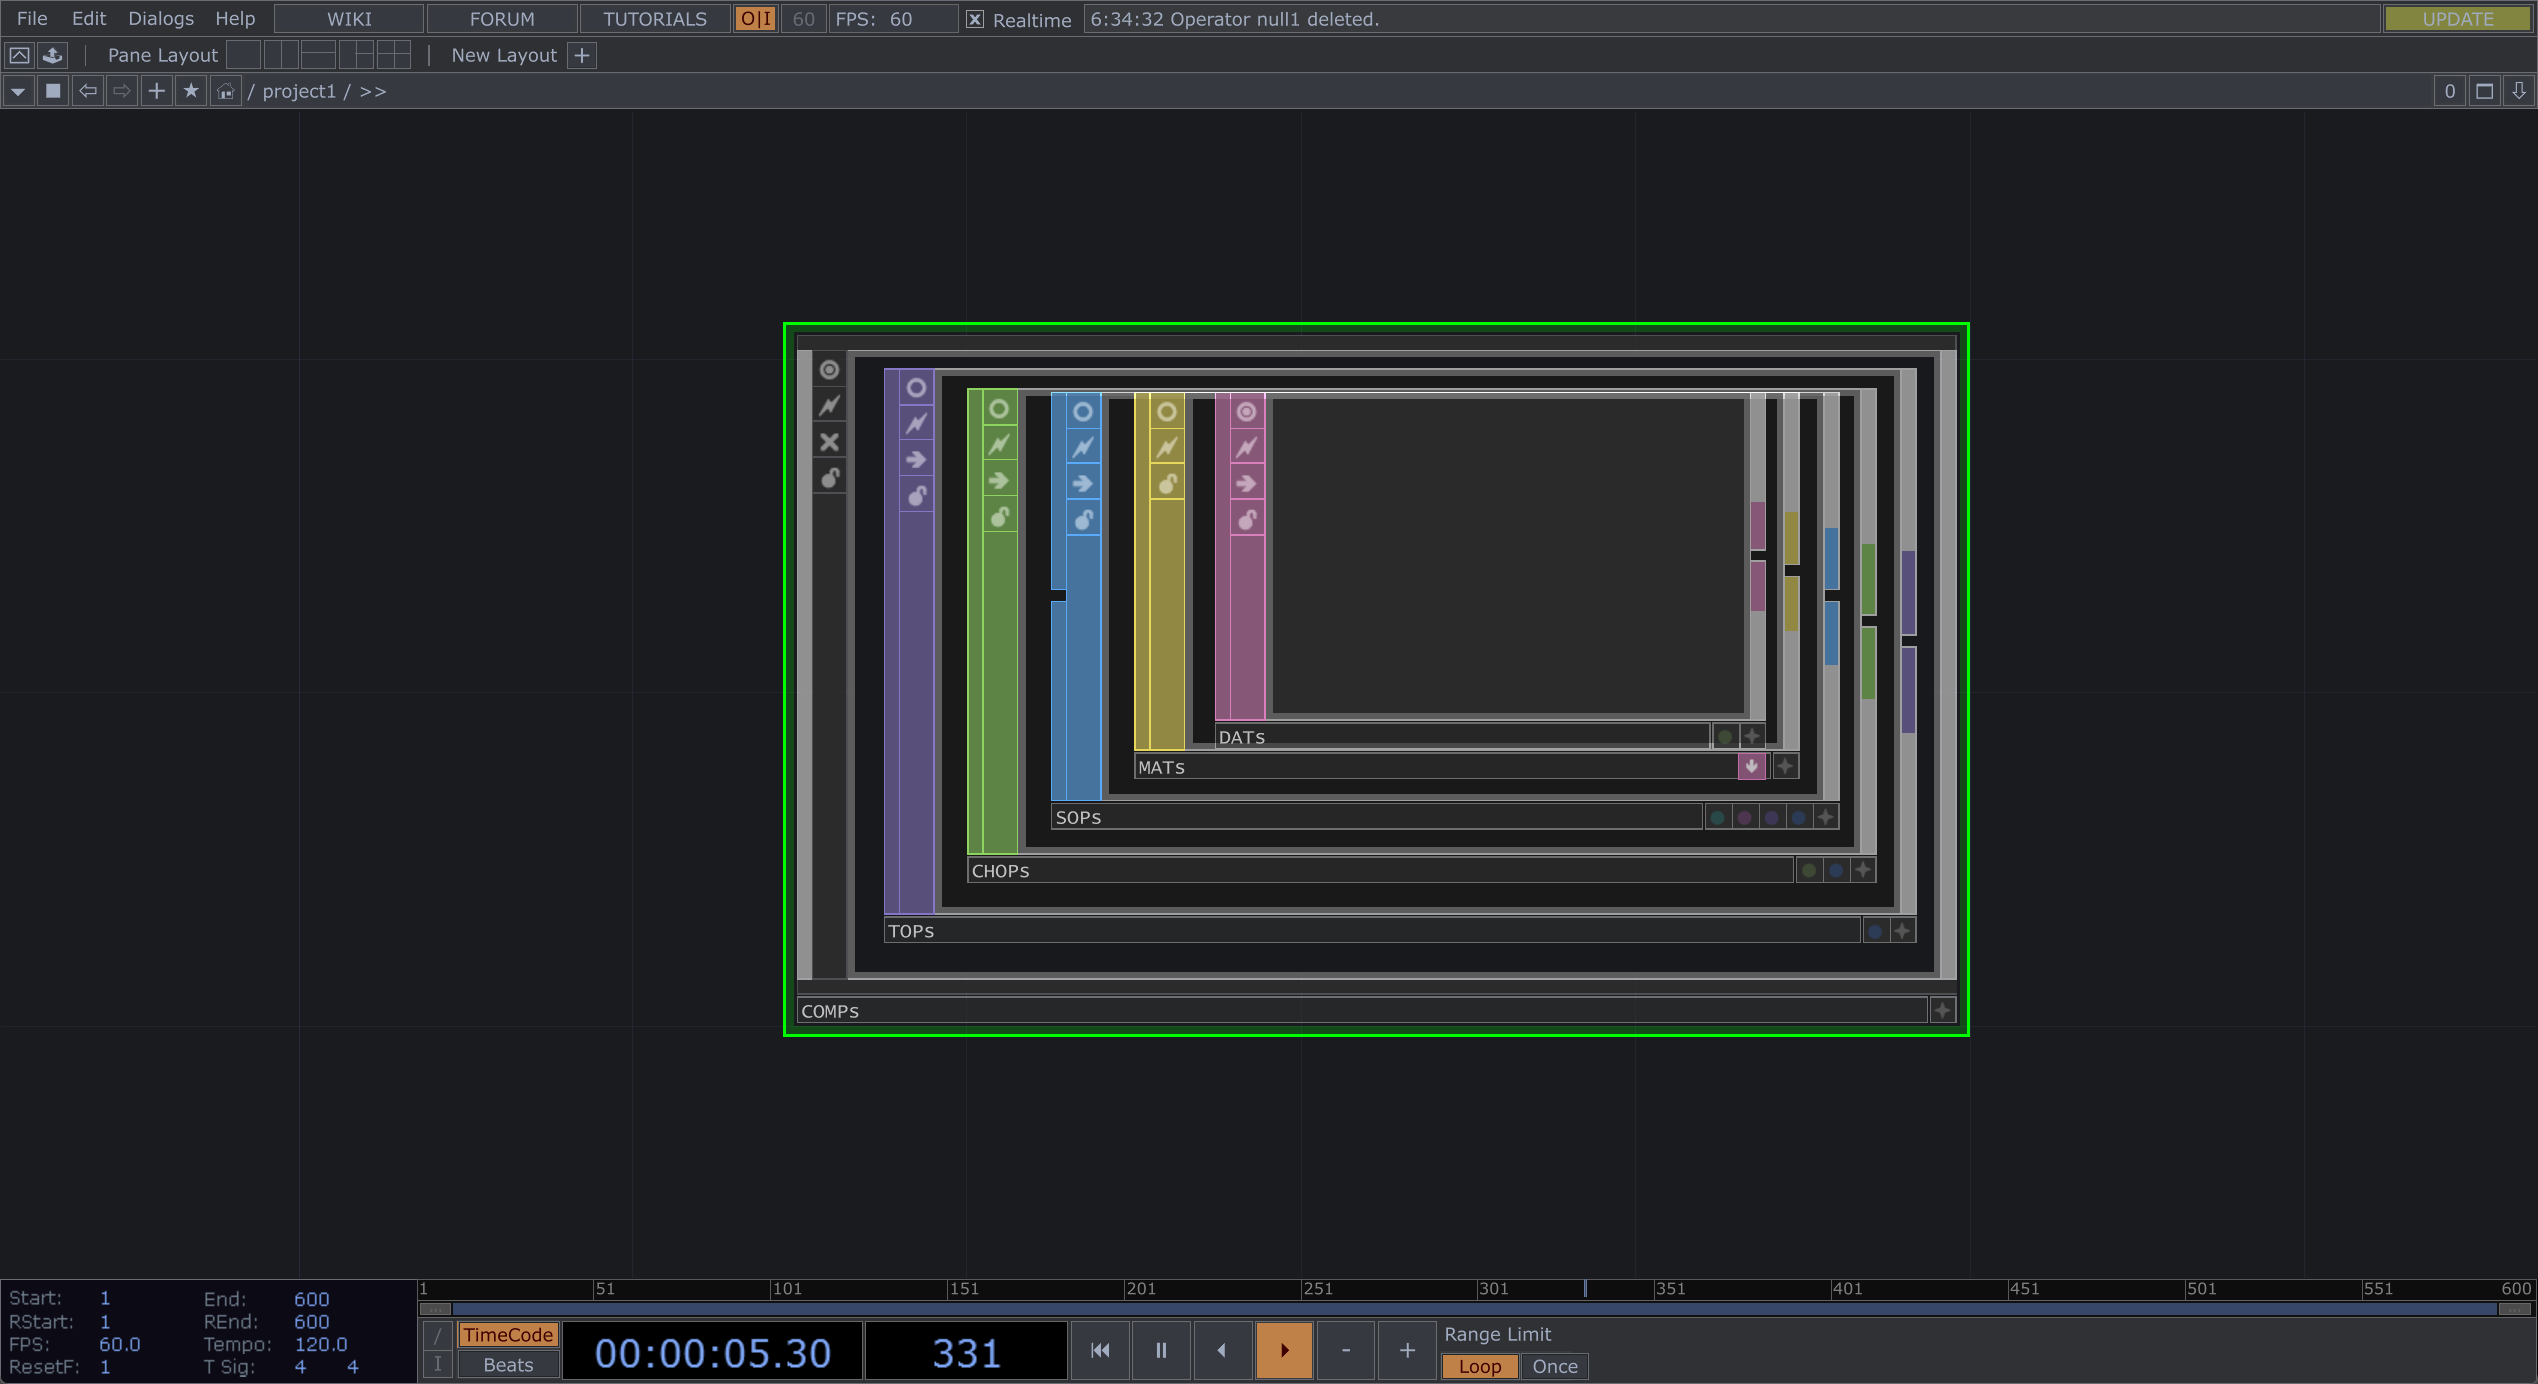 File Edit Dialogs Help WIKI FORUM TUTORIALS O|I 60 FPS: 60 Realtime 6:34:32 Operator null1 deleted. UPDATE
Pane Layout New Layout +
/ project1 / >> 0
DATs
MATs
SOPs
CHOPs
TOPs
COMPs
1 51 101 151 201 251 301 351 401 451 501 551 600
Start: 1 End: 600
RStart: 1 REnd: 600
FPS: 60.0 Tempo: 120.0
ResetF: 1 T Sig: 4 4
/ TimeCode
I Beats
00:00:05.30 331 - +
Range Limit
Loop Once